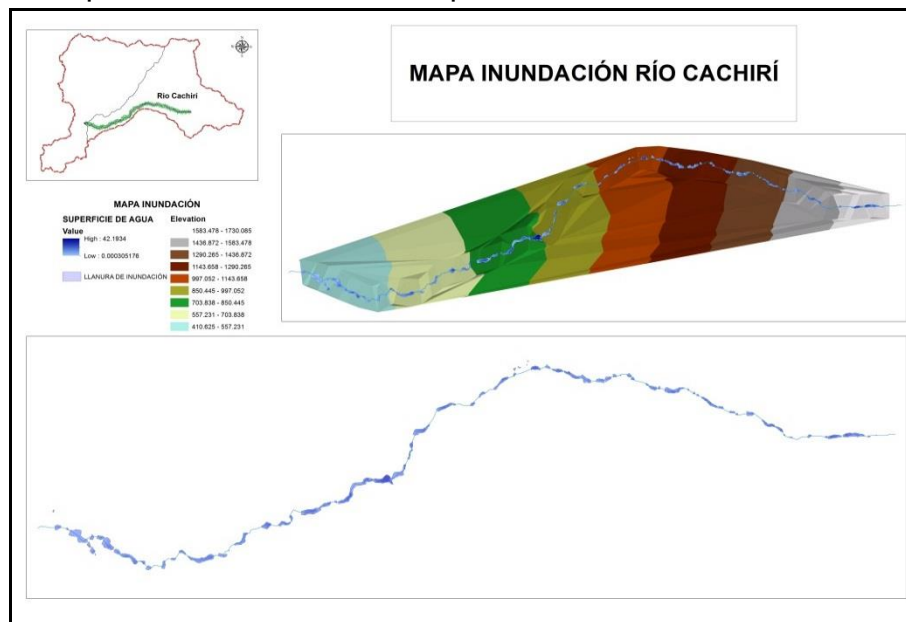 Río Cachirí
MAPA INUNDACIÓN RÍO CACHIRÍ
MAPA INUNDACIÓN
SUPERFICIE DE AGUA
Value
High : 42.1934
Low : 0.000305176
LLANURA DE INUNDACIÓN
Elevation
1583.478 - 1730.085
1436.872 - 1583.478
1290.265 - 1436.872
1143.658 - 1290.265
997.052 - 1143.658
850.445 - 997.052
703.838 - 850.445
557.231 - 703.838
410.625 - 557.231